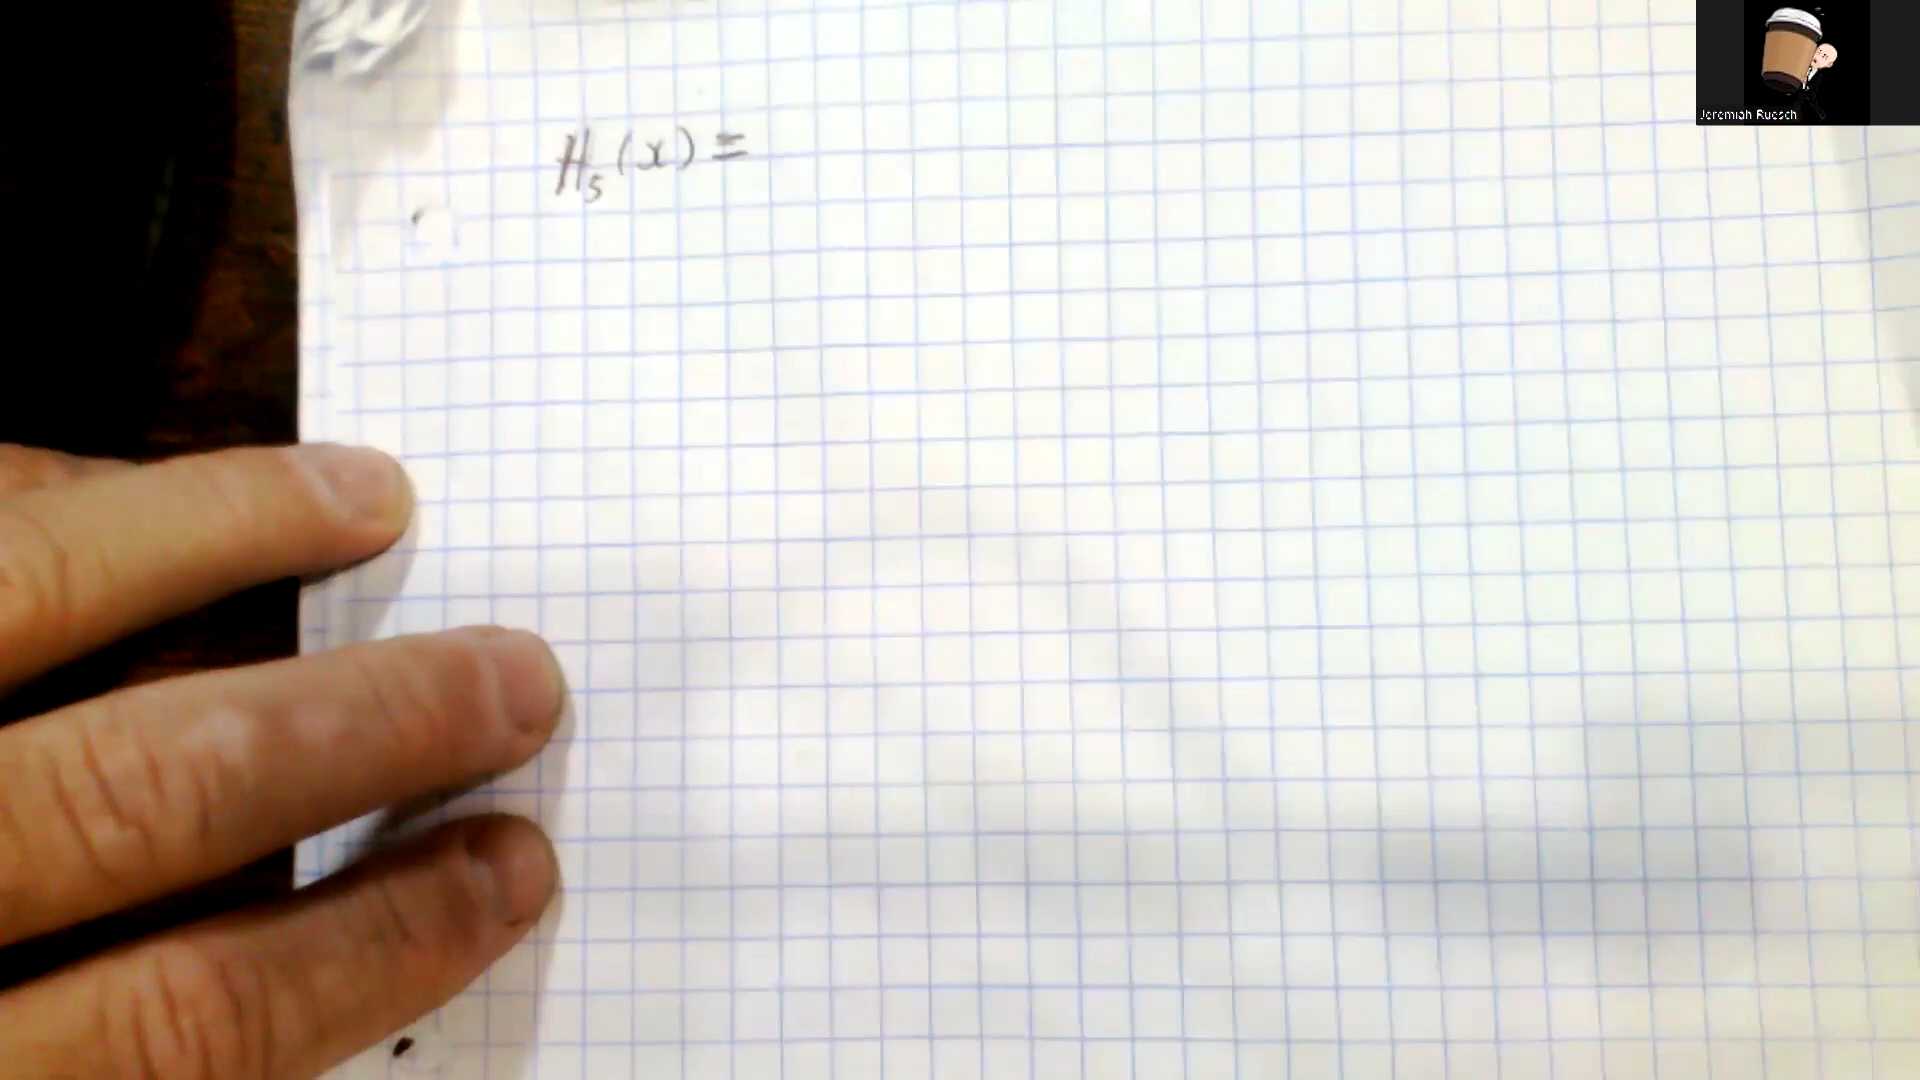 H₅(x) =
Jeremiah Ruesch